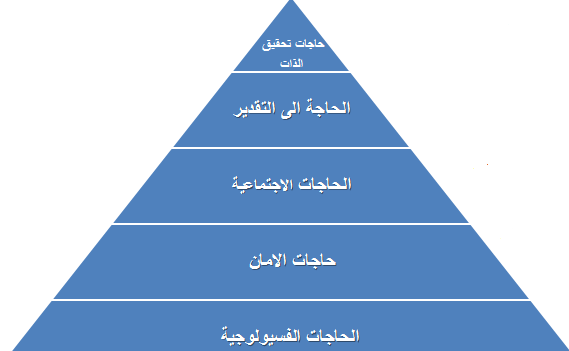 حاجات تحقيق
الذات
الحاجة الى التقدير
الحاجات الاجتماعية
حاجات الامان
الحاجات الفسيولوجية